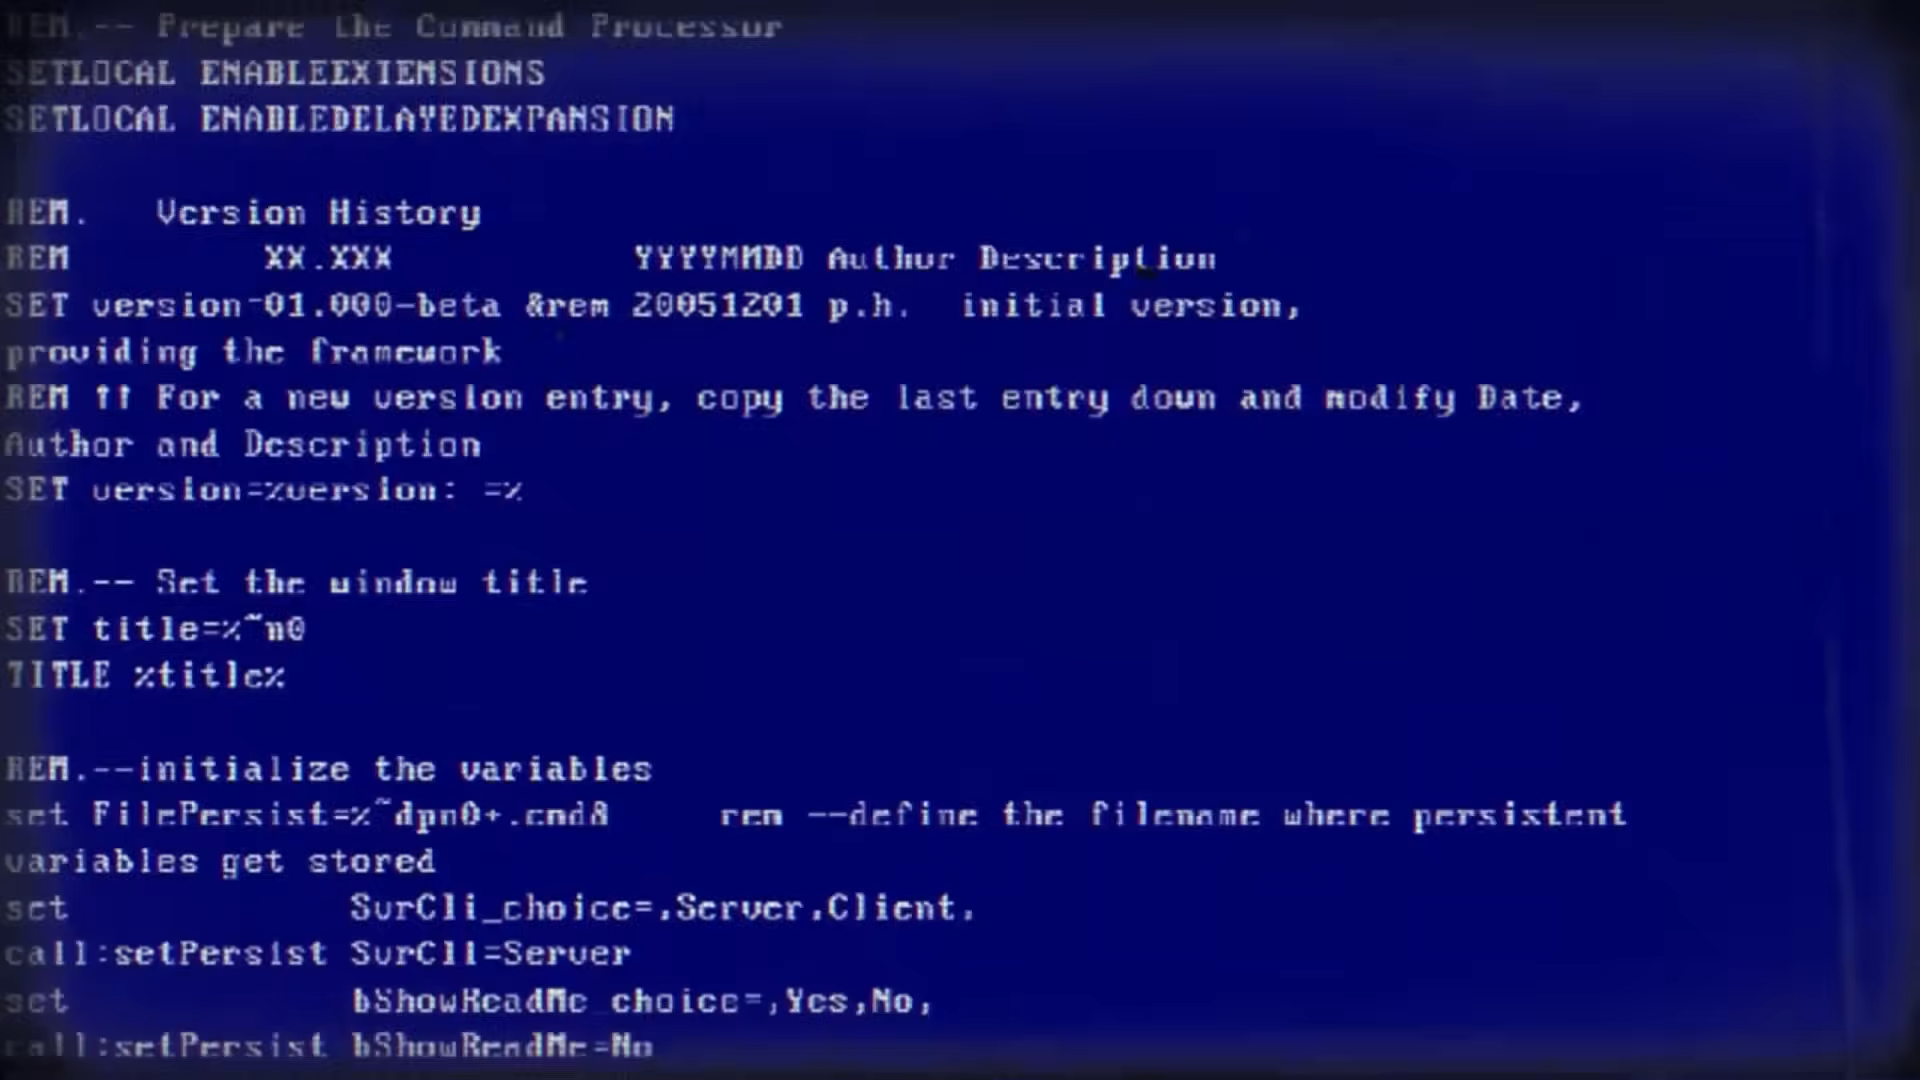 REM.-- Prepare the Command Processor
SETLOCAL ENABLEEXTENSIONS
SETLOCAL ENABLEDELAYEDEXPANSION
REM.   Version History
REM         XX.XXX           YYYYMMDD Author Description
SET version=01.000-beta &rem 20051201 p.h.  initial version,
providing the framework
REM !! For a new version entry, copy the last entry down and modify Date,
Author and Description
SET version=%version: =%
REM.-- Set the window title
SET title=%~n0
TITLE %title%
REM.--initialize the variables
set FilePersist=%~dpn0+.cmd&     rem --define the filename where persistent
variables get stored
set             SvrCli_choice=,Server,Client,
call:setPersist SvrCli=Server
set             bShowReadMe_choice=,Yes,No,
call:setPersist bShowReadMe=No